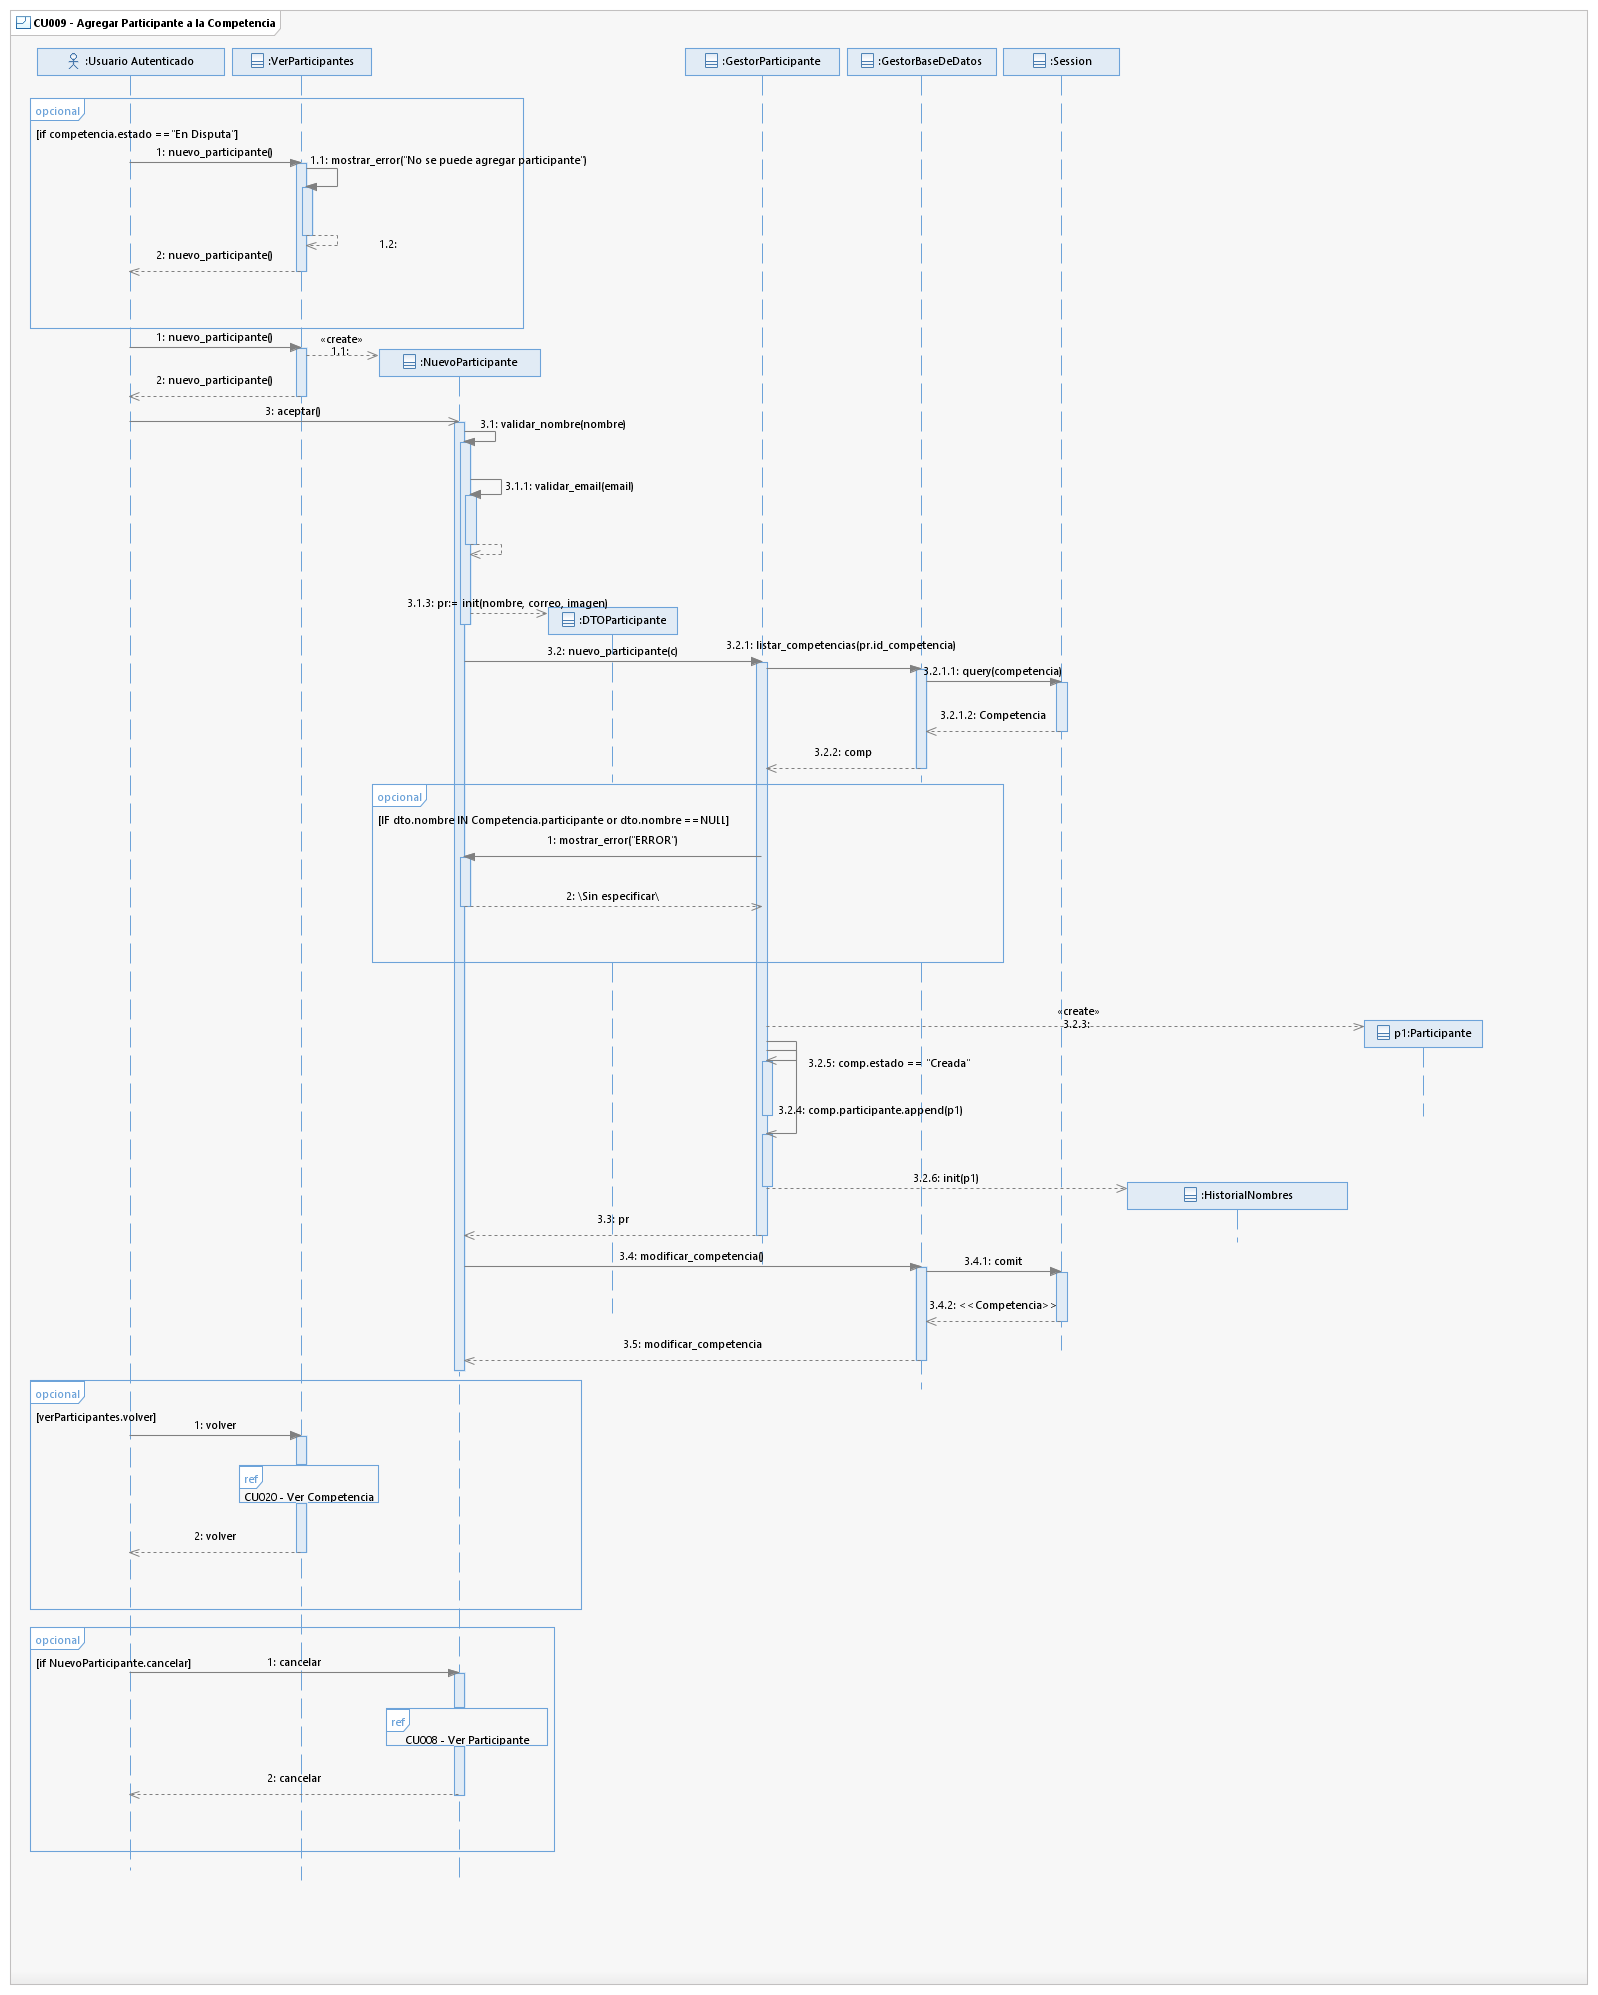 CU009 - Agregar Participante a la Competencia
:Usuario Autenticado
:VerParticipantes
:GestorParticipante
:GestorBaseDeDatos
:Session
opcional
[if competencia.estado =="En Disputa"]
1: nuevo_participante()
1.1: mostrar_error("No se puede agregar participante")
1.2:
2: nuevo_participante()
1: nuevo_participante()
«create»
1.1:
:NuevoParticipante
2: nuevo_participante()
3: aceptar()
3.1: validar_nombre(nombre)
3.1.1: validar_email(email)
3.1.3: pr:= init(nombre, correo, imagen)
:DTOParticipante
3.2: nuevo_participante(c)
3.2.1: listar_competencias(pr.id_competencia)
3.2.1.1: query(competencia)
3.2.1.2: Competencia
3.2.2: comp
opcional
[IF dto.nombre IN Competencia.participante or dto.nombre ==NULL]
1: mostrar_error("ERROR")
2: \Sin especificar\
«create»
3.2.3:
p1:Participante
3.2.5: comp.estado == "Creada"
3.2.4: comp.participante.append(p1)
3.2.6: init(p1)
:HistorialNombres
3.3: pr
3.4: modificar_competencia()
3.4.1: comit
3.4.2: <<Competencia>>
3.5: modificar_competencia
opcional
[verParticipantes.volver]
1: volver
ref
CU020 - Ver Competencia
2: volver
opcional
[if NuevoParticipante.cancelar]
1: cancelar
ref
CU008 - Ver Participante
2: cancelar